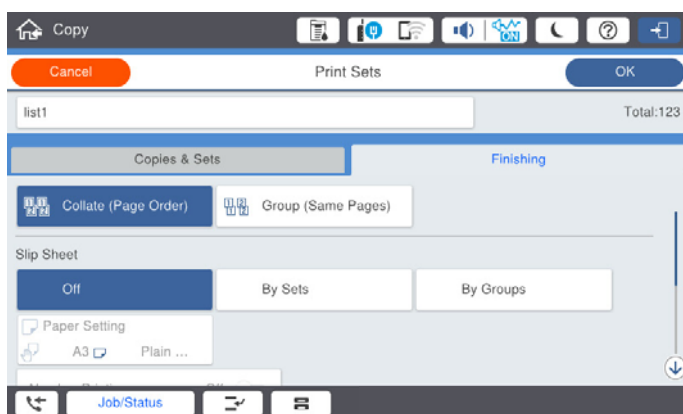 Copy
ON
Cancel
Print Sets
OK
list1
Total:123
Copies & Sets
Finishing
Collate (Page Order)
Group (Same Pages)
Slip Sheet
Off
By Sets
By Groups
Paper Setting
A3
Plain ...
Job/Status